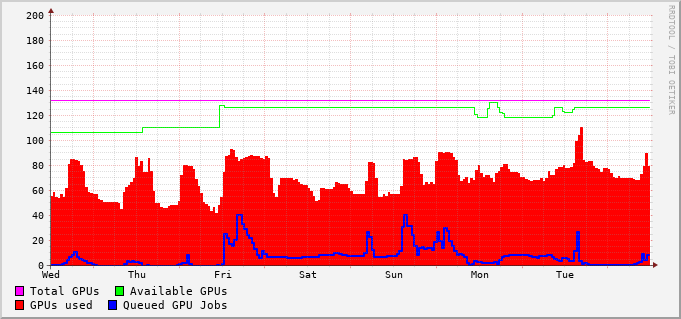 RRDTOOL / TOBI OETIKER
200
180
160
140
120
100
80
60
40
20
0
Wed Thu Fri Sat Sun Mon Tue
Total GPUs Available GPUs
GPUs used Queued GPU Jobs